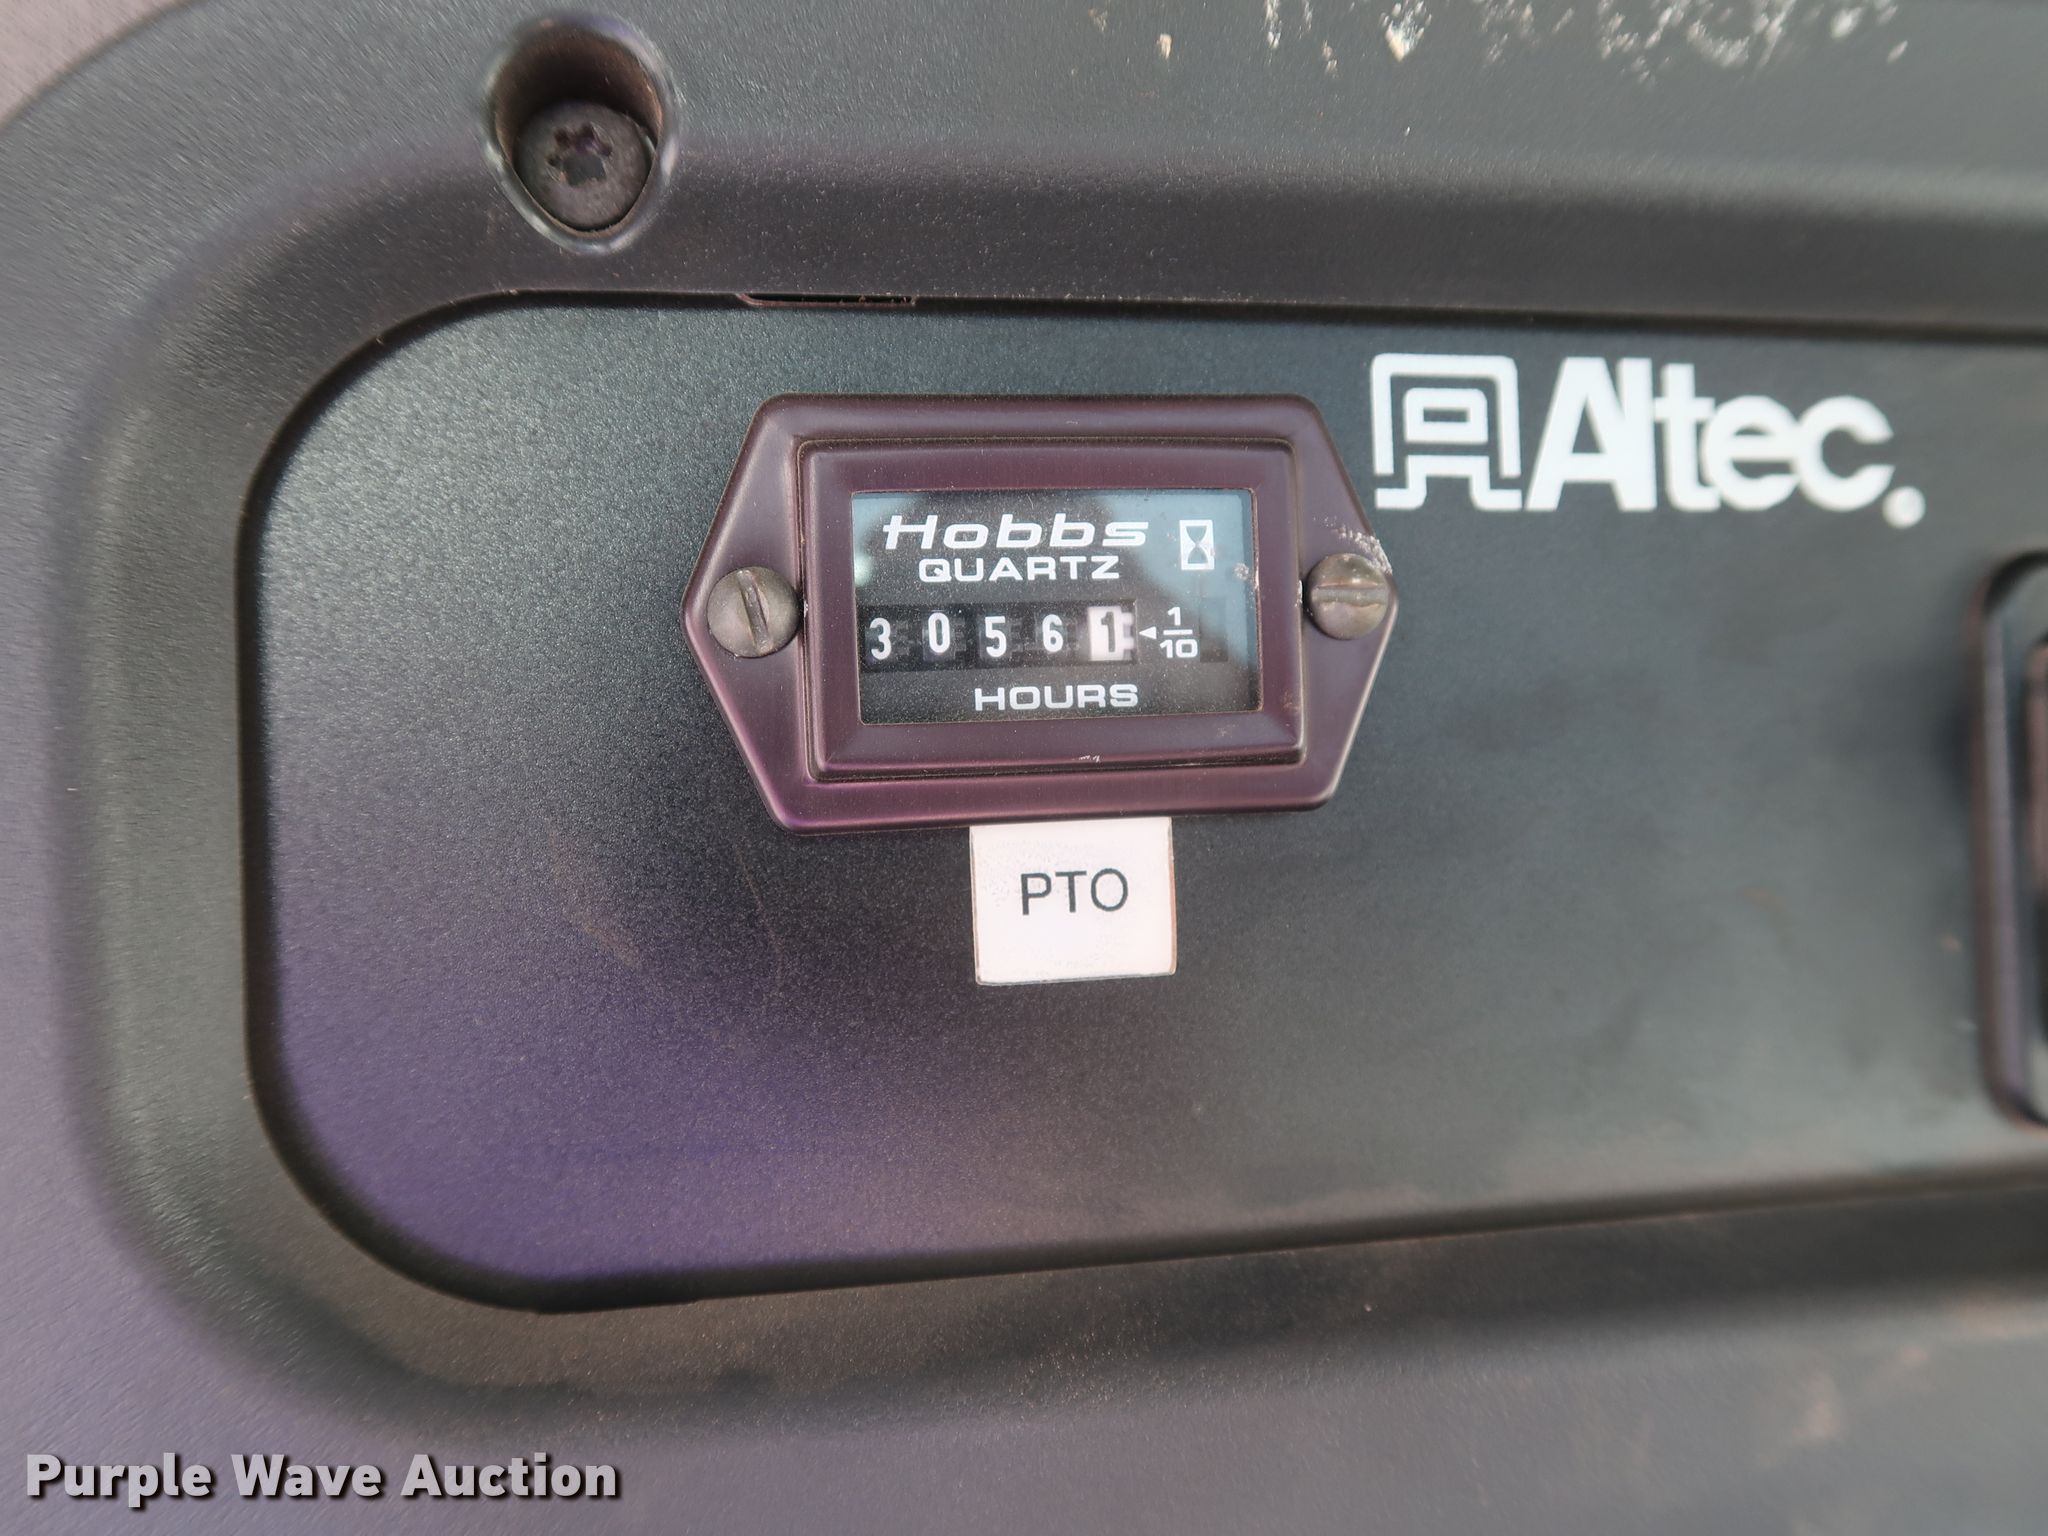 Altec.
Hobbs
QUARTZ
3 0 5 6 1 1/10
HOURS
PTO
Purple Wave Auction